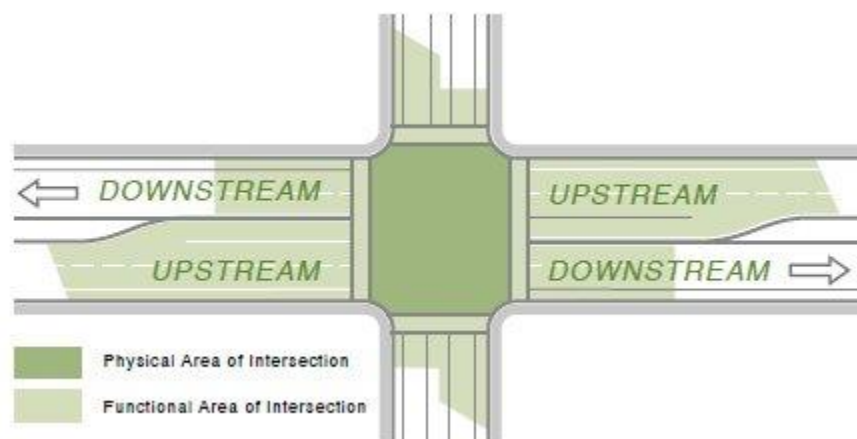 DOWNSTREAM
UPSTREAM
UPSTREAM
DOWNSTREAM
Physical Area of Intersection
Functional Area of Intersection